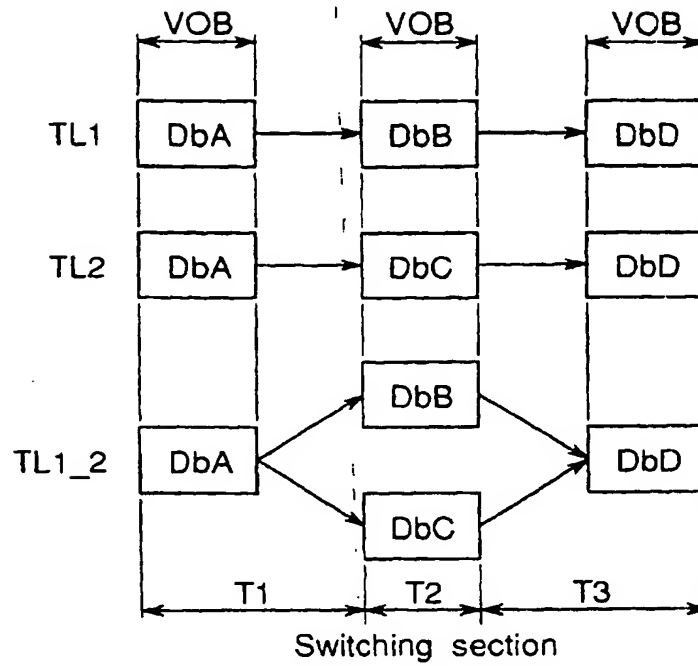 VOB VOB VOB
TL1 DbA DbB DbD
TL2 DbA DbC DbD
DbB
TL1_2 DbA DbD
DbC
T1 T2 T3
Switching section